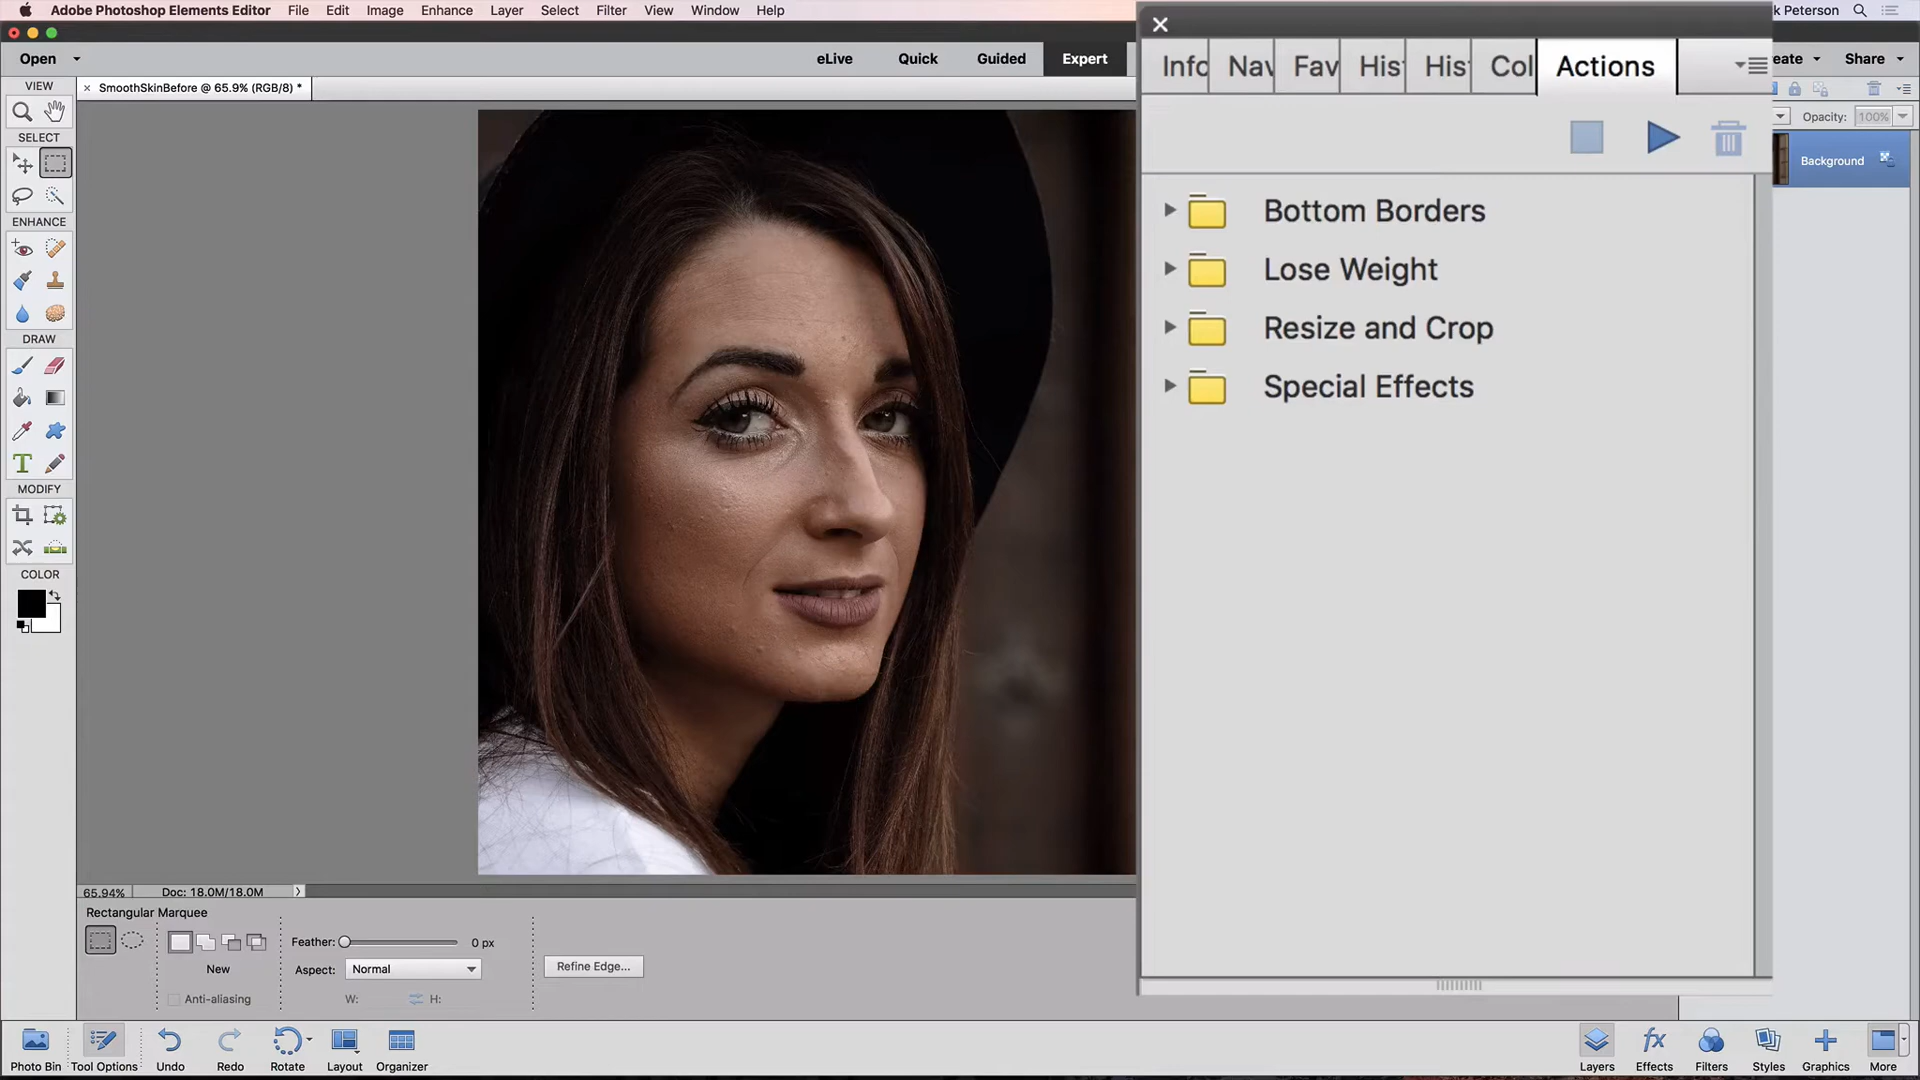 Adobe Photoshop Elements Editor File Edit Image Enhance Layer Select Filter View Window Help
k Peterson
Open
eLive Quick Guided Expert
eate Share
VIEW
SmoothSkinBefore @ 65.9% (RGB/8) *
Info Nav Fav His His Col Actions
Opacity: 100%
Background
SELECT
ENHANCE
DRAW
T
MODIFY
COLOR
Bottom Borders
Lose Weight
Resize and Crop
Special Effects
65.94% Doc: 18.0M/18.0M
Rectangular Marquee
New
Anti-aliasing
Feather: 0 px
Aspect: Normal
W: H:
Refine Edge...
Photo Bin Tool Options Undo Redo Rotate Layout Organizer
fx
Layers Effects Filters Styles Graphics More